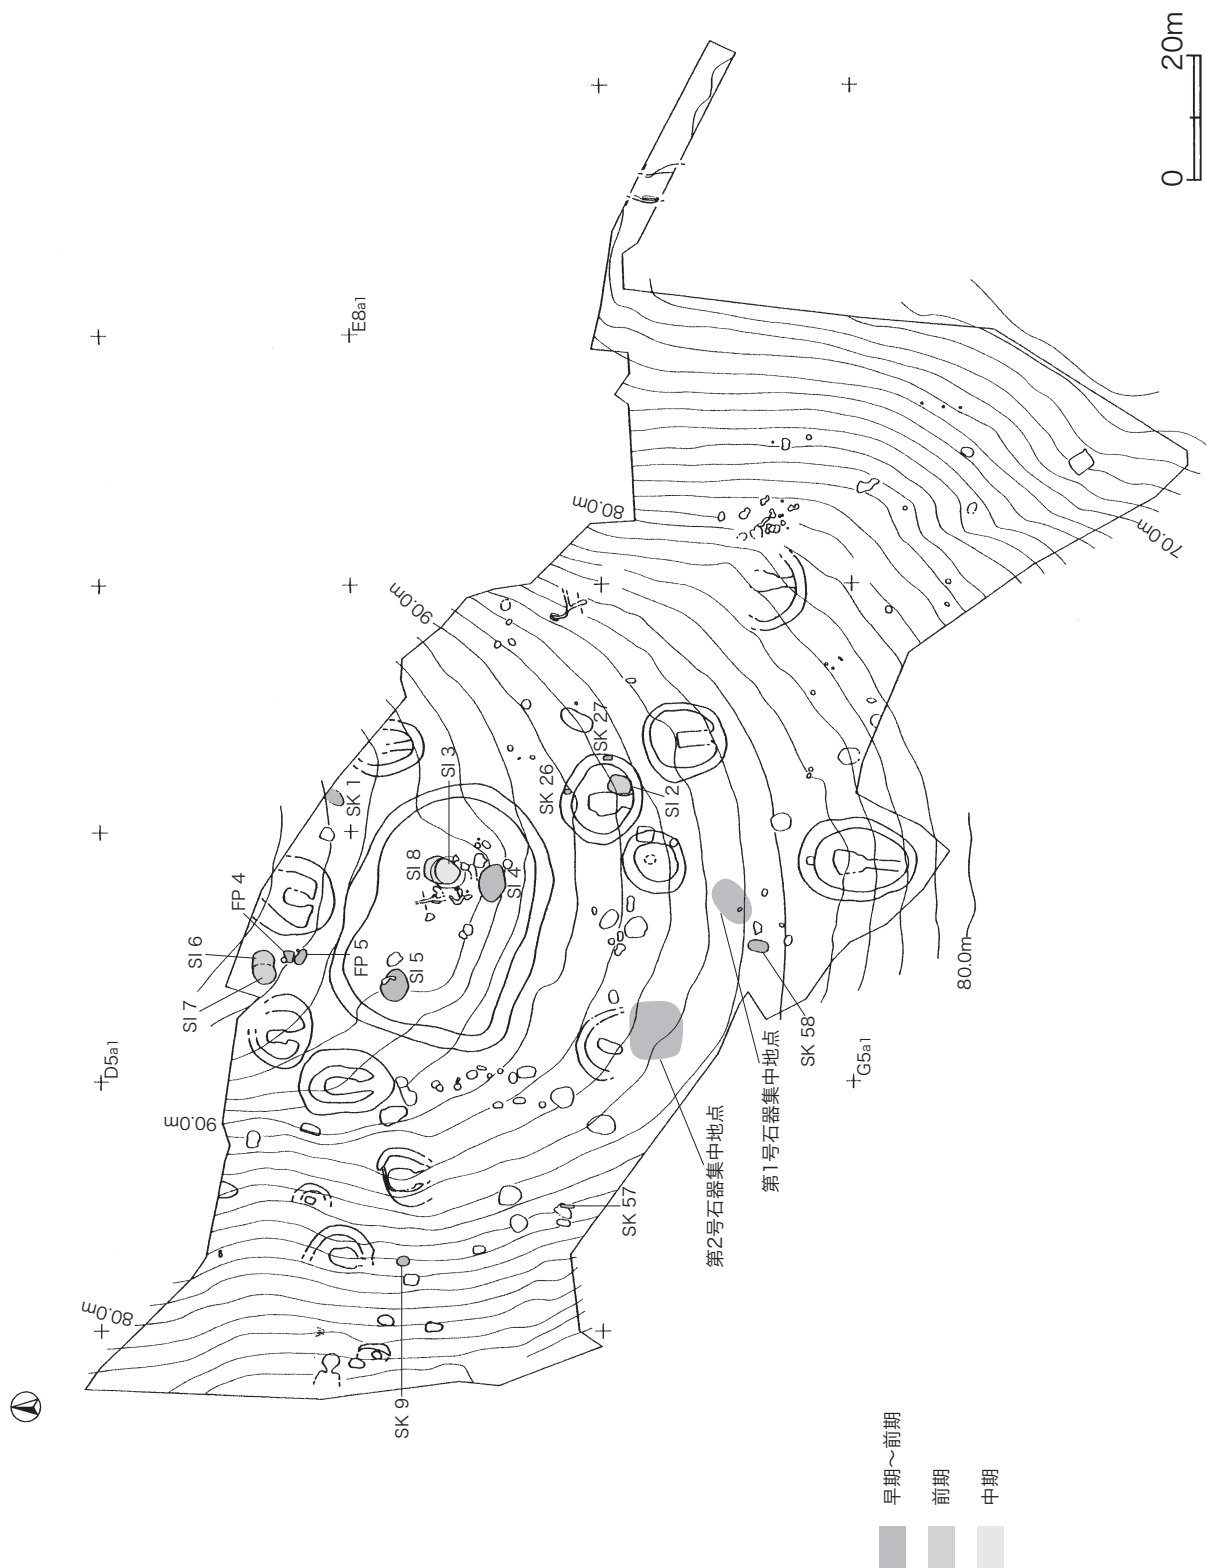 20m
0
E8a1
80.0m
70.0m
90.0m
SK 27
SI 3
SK 26
SI 2
SK 1
SI 8
SI 4
FP 4
FP 5
SI 5
SI 6
SI 7
80.0m
SK 58
G5a1
第1号石器集中地点
第2号石器集中地点
D5a1
90.0m
SK 57
80.0m
SK 9
早期～前期
前期
中期